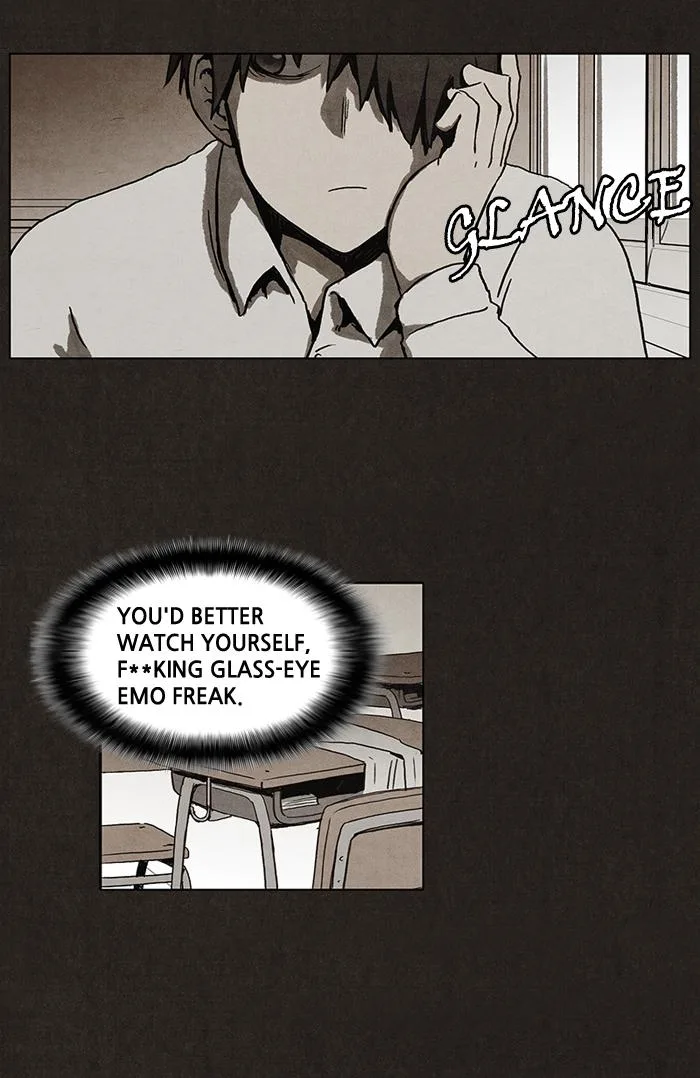 GLANCE
YOU'D BETTER
WATCH YOURSELF,
F**KING GLASS-EYE
EMO FREAK.